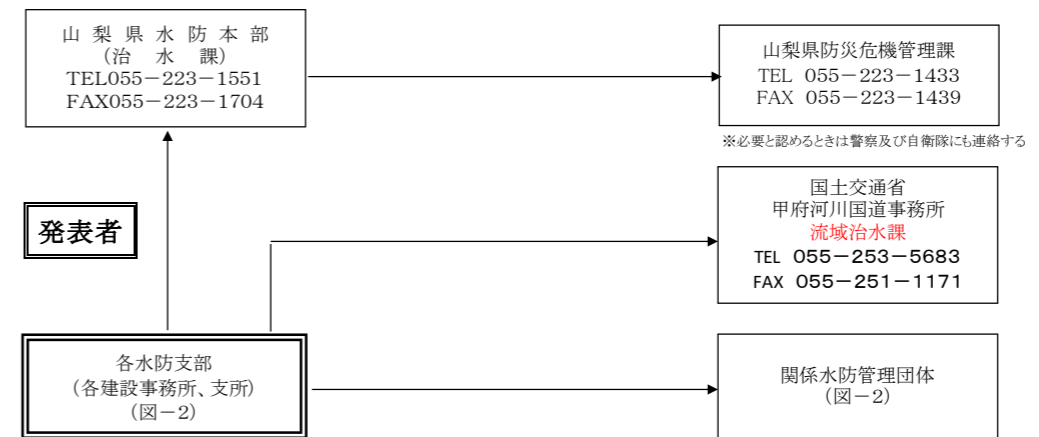 山 梨 県 水 防 本 部
(治 水 課)
TEL055－223－1551
FAX055－223－1704
山梨県防災危機管理課
TEL 055－223－1433
FAX 055－223－1439
※必要と認めるときは警察及び自衛隊にも連絡する
発表者
国土交通省
甲府河川国道事務所
流域治水課
TEL 055－253－5683
FAX 055－251－1171
各水防支部
(各建設事務所、支所)
(図－2)
関係水防管理団体
(図－2)